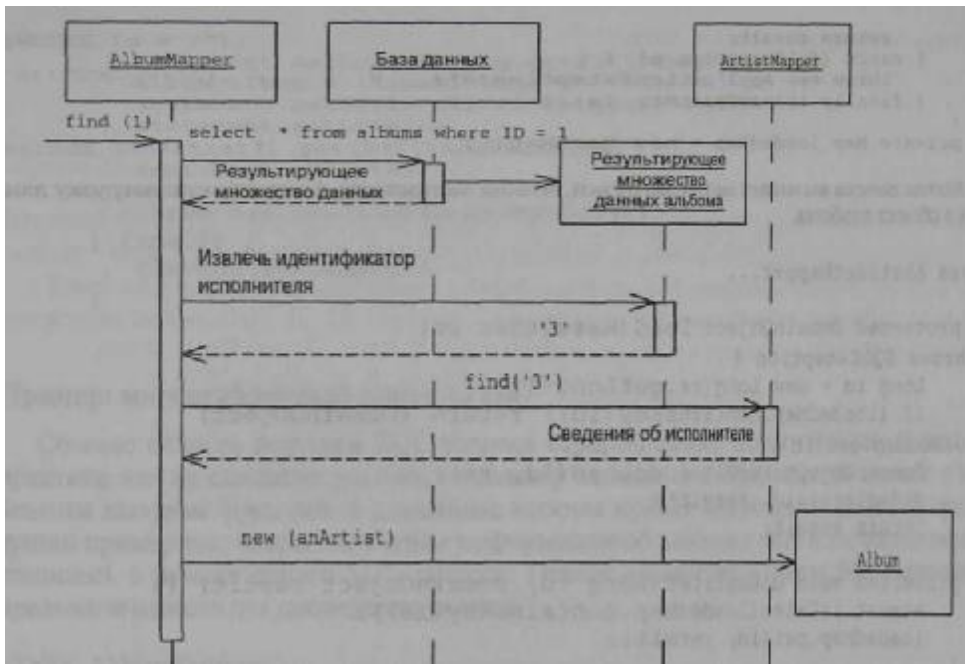 AlbumMapper
База данных
ArtistMapper
find (1)
select * from albums where ID = 1
Результирующее
множество данных
Результирующее
множество
данных альбома
Извлечь идентификатор
исполнителя
'3'
find('3')
Сведения об исполнителе
new (anArtist)
Album